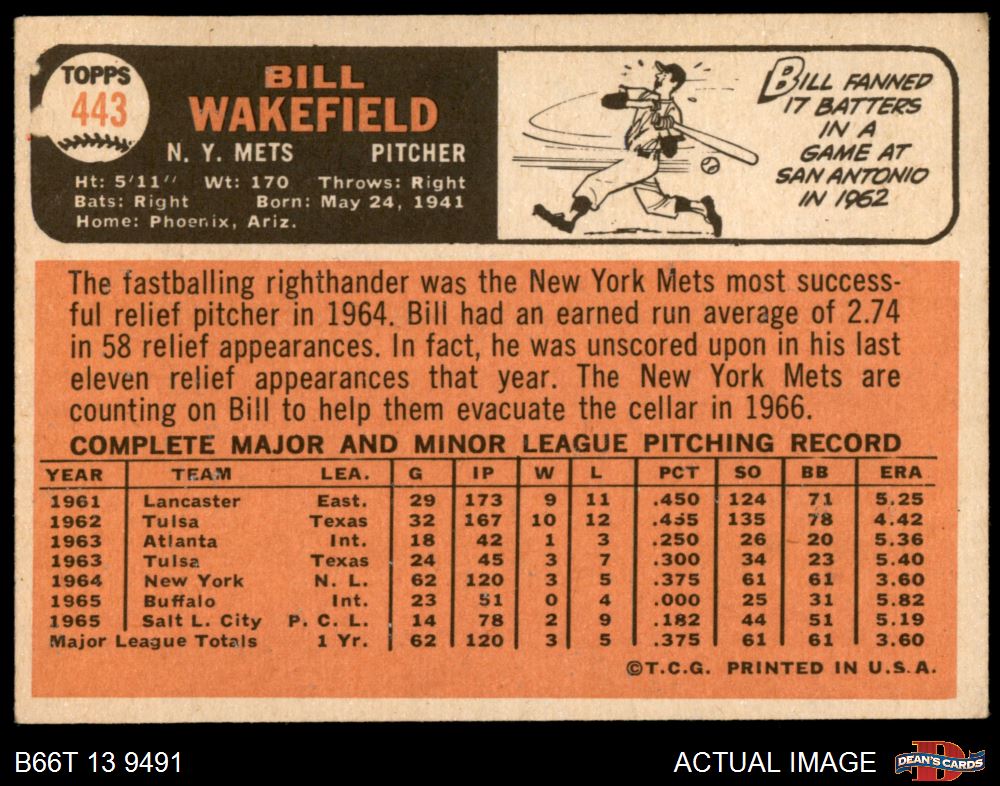 TOPPS
443
BILL
WAKEFIELD
N. Y. METS PITCHER
Ht: 5'11" Wt: 170 Throws: Right
Bats: Right Born: May 24, 1941
Home: Phoenix, Ariz.
BILL FANNED
17 BATTERS
IN A
GAME AT
SAN ANTONIO
IN 1962
The fastballing righthander was the New York Mets most success-
ful relief pitcher in 1964. Bill had an earned run average of 2.74
in 58 relief appearances. In fact, he was unscored upon in his last
eleven relief appearances that year. The New York Mets are
counting on Bill to help them evacuate the cellar in 1966.
COMPLETE MAJOR AND MINOR LEAGUE PITCHING RECORD
YEAR TEAM LEA. G IP W L PCT SO BB ERA
1961 Lancaster East. 29 173 9 11 .450 124 71 5.25
1962 Tulsa Texas 32 167 10 12 .455 135 78 4.42
1963 Atlanta Int. 18 42 1 3 .250 26 20 5.36
1963 Tulsa Texas 24 45 3 7 .300 34 23 5.40
1964 New York N. L. 62 120 3 5 .375 61 61 3.60
1965 Buffalo Int. 23 51 0 4 .000 25 31 5.82
1965 Salt L. City P. C. L. 14 78 2 9 .182 44 51 5.19
Major League Totals 1 Yr. 62 120 3 5 .375 61 61 3.60
©T.C.G. PRINTED IN U.S.A.
B66T 13 9491 ACTUAL IMAGE
DEAN'S CARDS